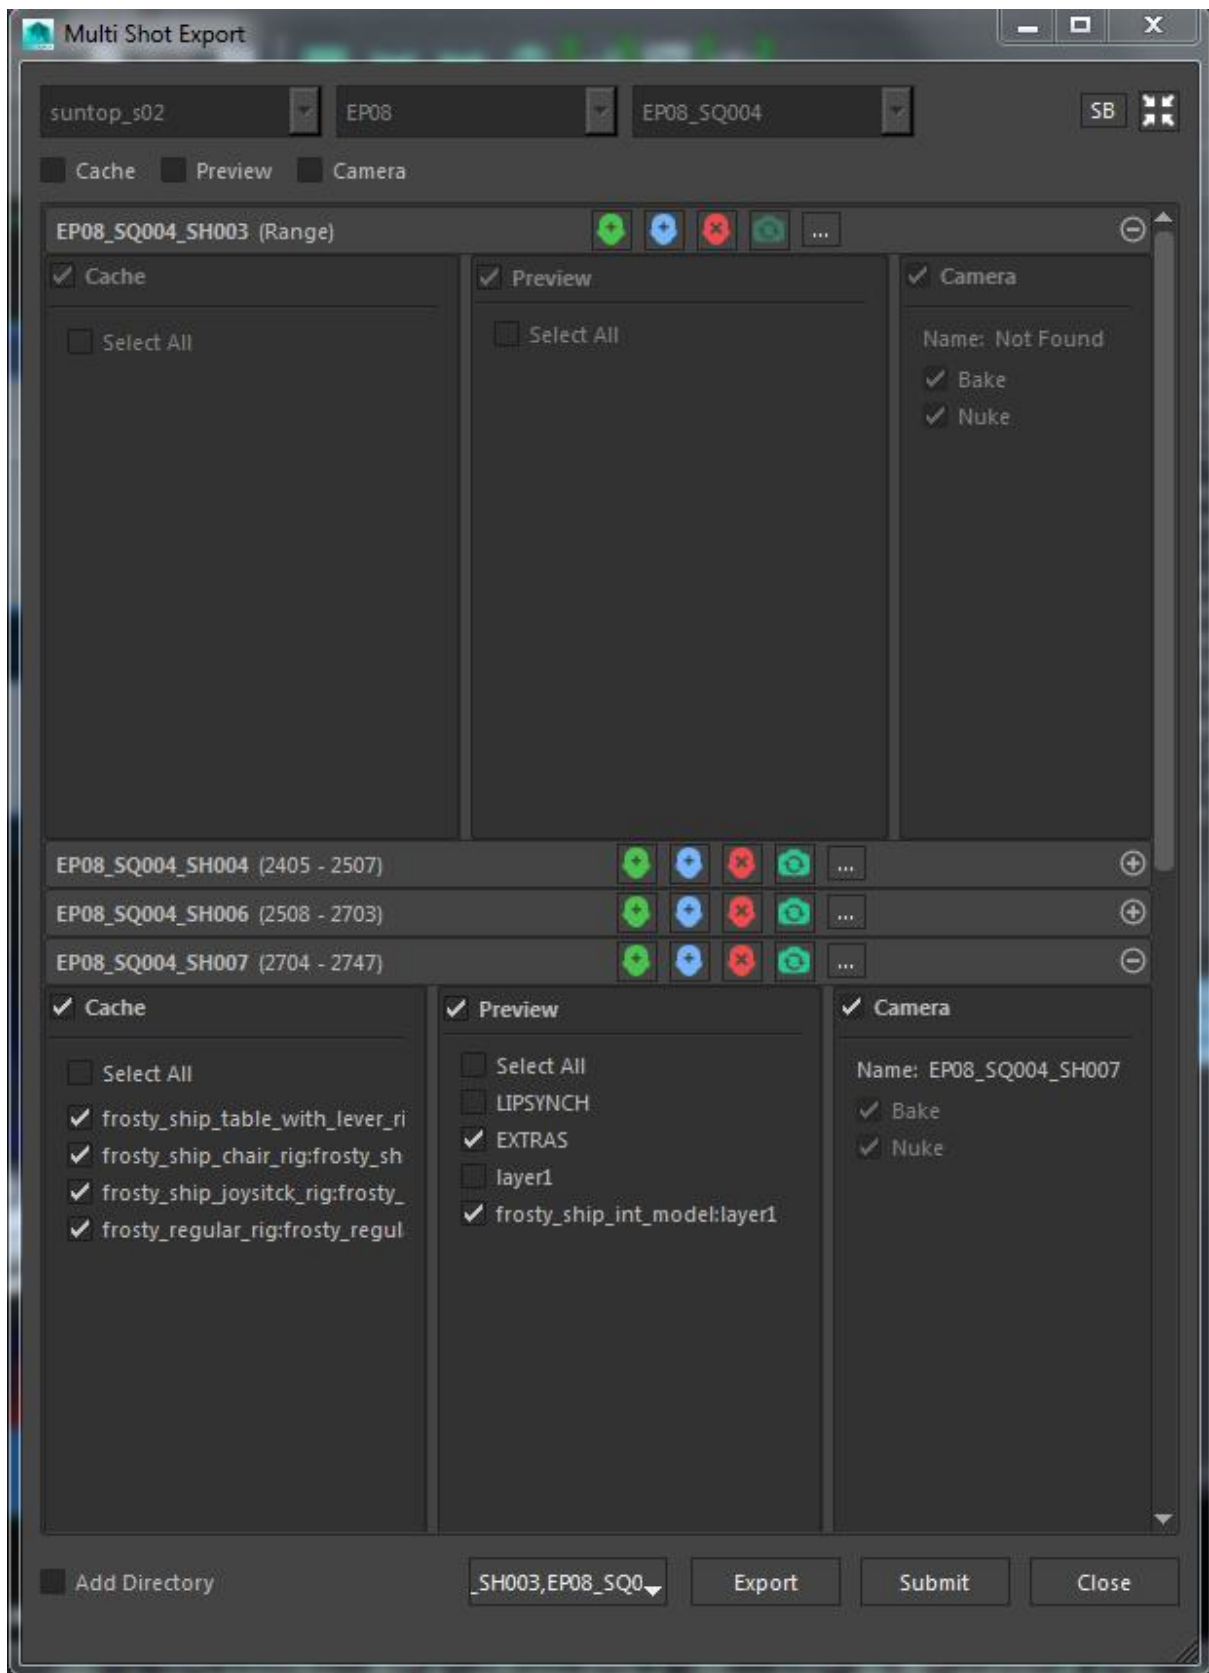 Multi Shot Export
suntop_s02 EP08 EP08_SQ004 SB
Cache Preview Camera
EP08_SQ004_SH003 (Range) ...
Cache Preview Camera
Select All Select All Name: Not Found
Bake
Nuke
EP08_SQ004_SH004 (2405 - 2507) ...
EP08_SQ004_SH006 (2508 - 2703) ...
EP08_SQ004_SH007 (2704 - 2747) ...
Cache
Select All
frosty_ship_table_with_lever_ri
frosty_ship_chair_rig:frosty_sh
frosty_ship_joysitck_rig:frosty_
frosty_regular_rig:frosty_regul
Preview
Select All
LIPSYNCH
EXTRAS
layer1
frosty_ship_int_model:layer1
Camera
Name: EP08_SQ004_SH007
Bake
Nuke
Add Directory _SH003,EP08_SQ0 Export Submit Close